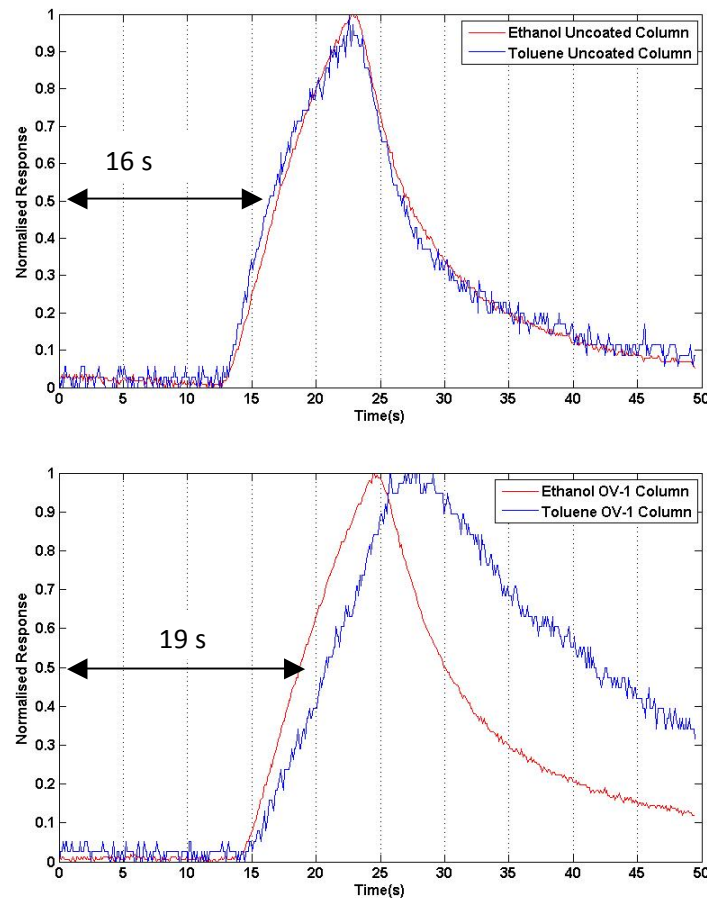 1
0.9
0.8
0.7
0.6
0.5
0.4
0.3
0.2
0.1
0
Normalised Response
Ethanol Uncoated Column
Toluene Uncoated Column
16 s
0 5 10 15 20 25 30 35 40 45 50
Time(s)
1
0.9
0.8
0.7
0.6
0.5
0.4
0.3
0.2
0.1
0
Normalised Response
Ethanol OV-1 Column
Toluene OV-1 Column
19 s
0 5 10 15 20 25 30 35 40 45 50
Time(s)